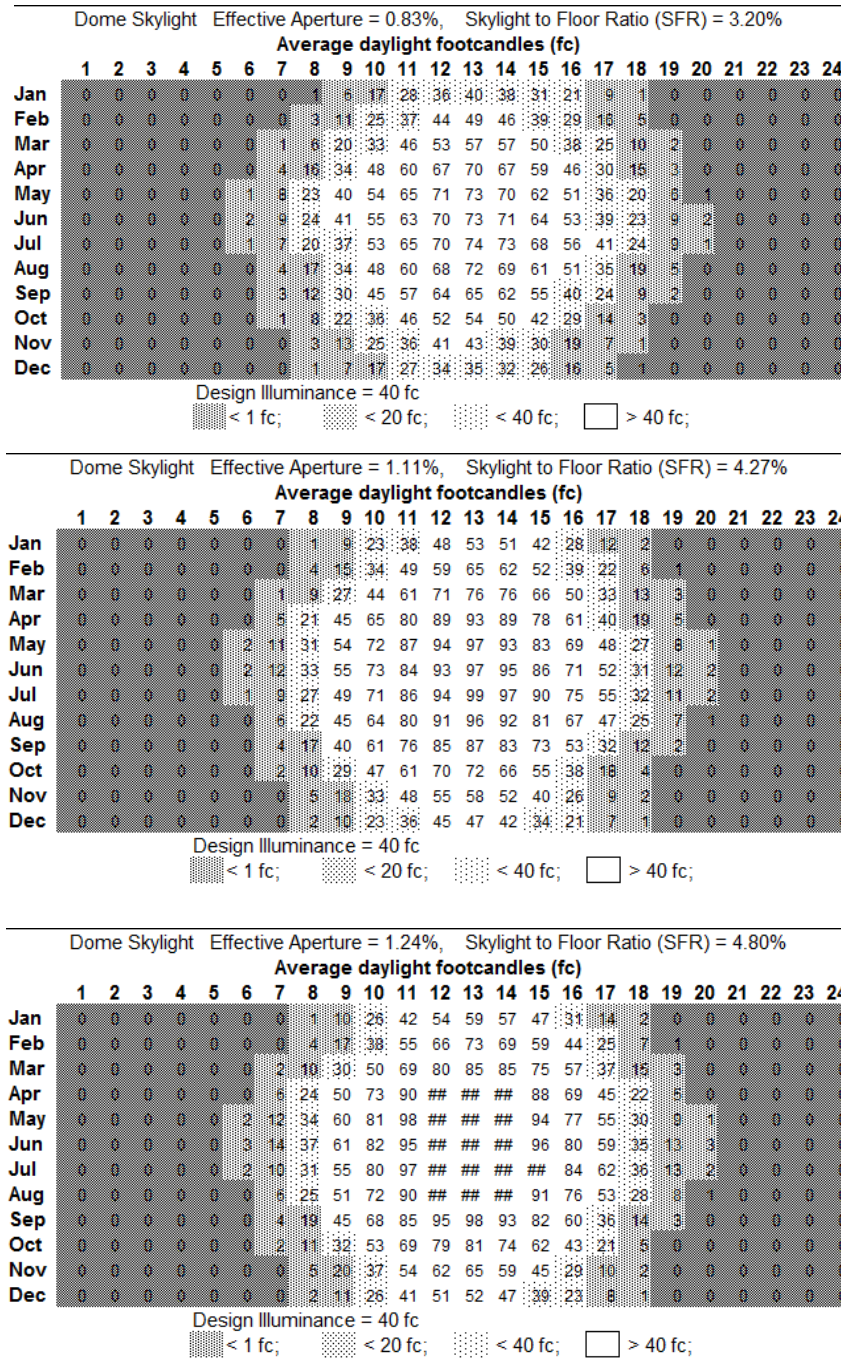 Dome Skylight Effective Aperture = 0.83%, Skylight to Floor Ratio (SFR) = 3.20%
Average daylight footcandles (fc)
1 2 3 4 5 6 7 8 9 10 11 12 13 14 15 16 17 18 19 20 21 22 23 24
Jan 0 0 0 0 0 0 0 1 6 17 28 36 40 38 31 21 9 1 0 0 0 0 0 0
Feb 0 0 0 0 0 0 0 3 11 25 37 44 49 46 39 29 16 5 0 0 0 0 0 0
Mar 0 0 0 0 0 0 1 6 20 33 46 53 57 57 50 38 25 10 2 0 0 0 0 0
Apr 0 0 0 0 0 0 4 16 34 48 60 67 70 67 59 46 30 15 3 0 0 0 0 0
May 0 0 0 0 0 1 8 23 40 54 65 71 73 70 62 51 36 20 6 1 0 0 0 0
Jun 0 0 0 0 0 2 9 24 41 55 63 70 73 71 64 53 39 23 9 2 0 0 0 0
Jul 0 0 0 0 0 1 7 20 37 53 65 70 74 73 68 56 41 24 9 1 0 0 0 0
Aug 0 0 0 0 0 0 4 17 34 48 60 68 72 69 61 51 35 19 5 0 0 0 0 0
Sep 0 0 0 0 0 0 3 12 30 45 57 64 65 62 55 40 24 9 2 0 0 0 0 0
Oct 0 0 0 0 0 0 1 8 22 36 46 52 54 50 42 29 14 3 0 0 0 0 0 0
Nov 0 0 0 0 0 0 0 3 13 25 36 41 43 39 30 19 7 1 0 0 0 0 0 0
Dec 0 0 0 0 0 0 0 1 7 17 27 34 35 32 26 16 5 1 0 0 0 0 0 0
Design Illuminance = 40 fc
< 1 fc; < 20 fc; < 40 fc; > 40 fc;
Dome Skylight Effective Aperture = 1.11%, Skylight to Floor Ratio (SFR) = 4.27%
Average daylight footcandles (fc)
1 2 3 4 5 6 7 8 9 10 11 12 13 14 15 16 17 18 19 20 21 22 23 24
Jan 0 0 0 0 0 0 0 1 9 23 38 48 53 51 42 28 12 2 0 0 0 0 0
Feb 0 0 0 0 0 0 0 4 15 34 49 59 65 62 52 39 22 6 1 0 0 0 0
Mar 0 0 0 0 0 0 1 9 27 44 61 71 76 76 66 50 33 13 3 0 0 0 0
Apr 0 0 0 0 0 0 5 21 45 65 80 89 93 89 78 61 40 19 5 0 0 0 0
May 0 0 0 0 0 2 11 31 54 72 87 94 97 93 83 69 48 27 8 1 0 0 0
Jun 0 0 0 0 0 2 12 33 55 73 84 93 97 95 86 71 52 31 12 2 0 0 0
Jul 0 0 0 0 0 1 9 27 49 71 86 94 99 97 90 75 55 32 11 2 0 0 0
Aug 0 0 0 0 0 0 6 22 45 64 80 91 96 92 81 67 47 25 7 1 0 0 0
Sep 0 0 0 0 0 0 4 17 40 61 76 85 87 83 73 53 32 12 2 0 0 0 0
Oct 0 0 0 0 0 0 2 10 29 47 61 70 72 66 55 38 18 4 0 0 0 0 0
Nov 0 0 0 0 0 0 0 5 18 33 48 55 58 52 40 26 9 2 0 0 0 0 0
Dec 0 0 0 0 0 0 0 2 10 23 36 45 47 42 34 21 7 1 0 0 0 0 0
Design Illuminance = 40 fc
< 1 fc; < 20 fc; < 40 fc; > 40 fc;
Dome Skylight Effective Aperture = 1.24%, Skylight to Floor Ratio (SFR) = 4.80%
Average daylight footcandles (fc)
1 2 3 4 5 6 7 8 9 10 11 12 13 14 15 16 17 18 19 20 21 22 23 24
Jan 0 0 0 0 0 0 0 1 10 26 42 54 59 57 47 31 14 2 0 0 0 0 0
Feb 0 0 0 0 0 0 0 4 17 38 55 66 73 69 59 44 25 7 1 0 0 0 0
Mar 0 0 0 0 0 0 2 10 30 50 69 80 85 85 75 57 37 15 3 0 0 0 0
Apr 0 0 0 0 0 0 6 24 50 73 90 ## ## ## 88 69 45 22 5 0 0 0 0
May 0 0 0 0 0 2 12 34 60 81 98 ## ## ## 94 77 55 30 9 1 0 0 0
Jun 0 0 0 0 0 3 14 37 61 82 95 ## ## ## 96 80 59 35 13 3 0 0 0
Jul 0 0 0 0 0 2 10 31 55 80 97 ## ## ## ## 84 62 36 13 2 0 0 0
Aug 0 0 0 0 0 0 6 25 51 72 90 ## ## ## 91 76 53 28 8 1 0 0 0
Sep 0 0 0 0 0 0 4 19 45 68 85 95 98 93 82 60 36 14 3 0 0 0 0
Oct 0 0 0 0 0 0 2 11 32 53 69 79 81 74 62 43 21 5 0 0 0 0 0
Nov 0 0 0 0 0 0 0 5 20 37 54 62 65 59 45 29 10 2 0 0 0 0 0
Dec 0 0 0 0 0 0 0 2 11 26 41 51 52 47 39 23 8 1 0 0 0 0 0
Design Illuminance = 40 fc
< 1 fc; < 20 fc; < 40 fc; > 40 fc;